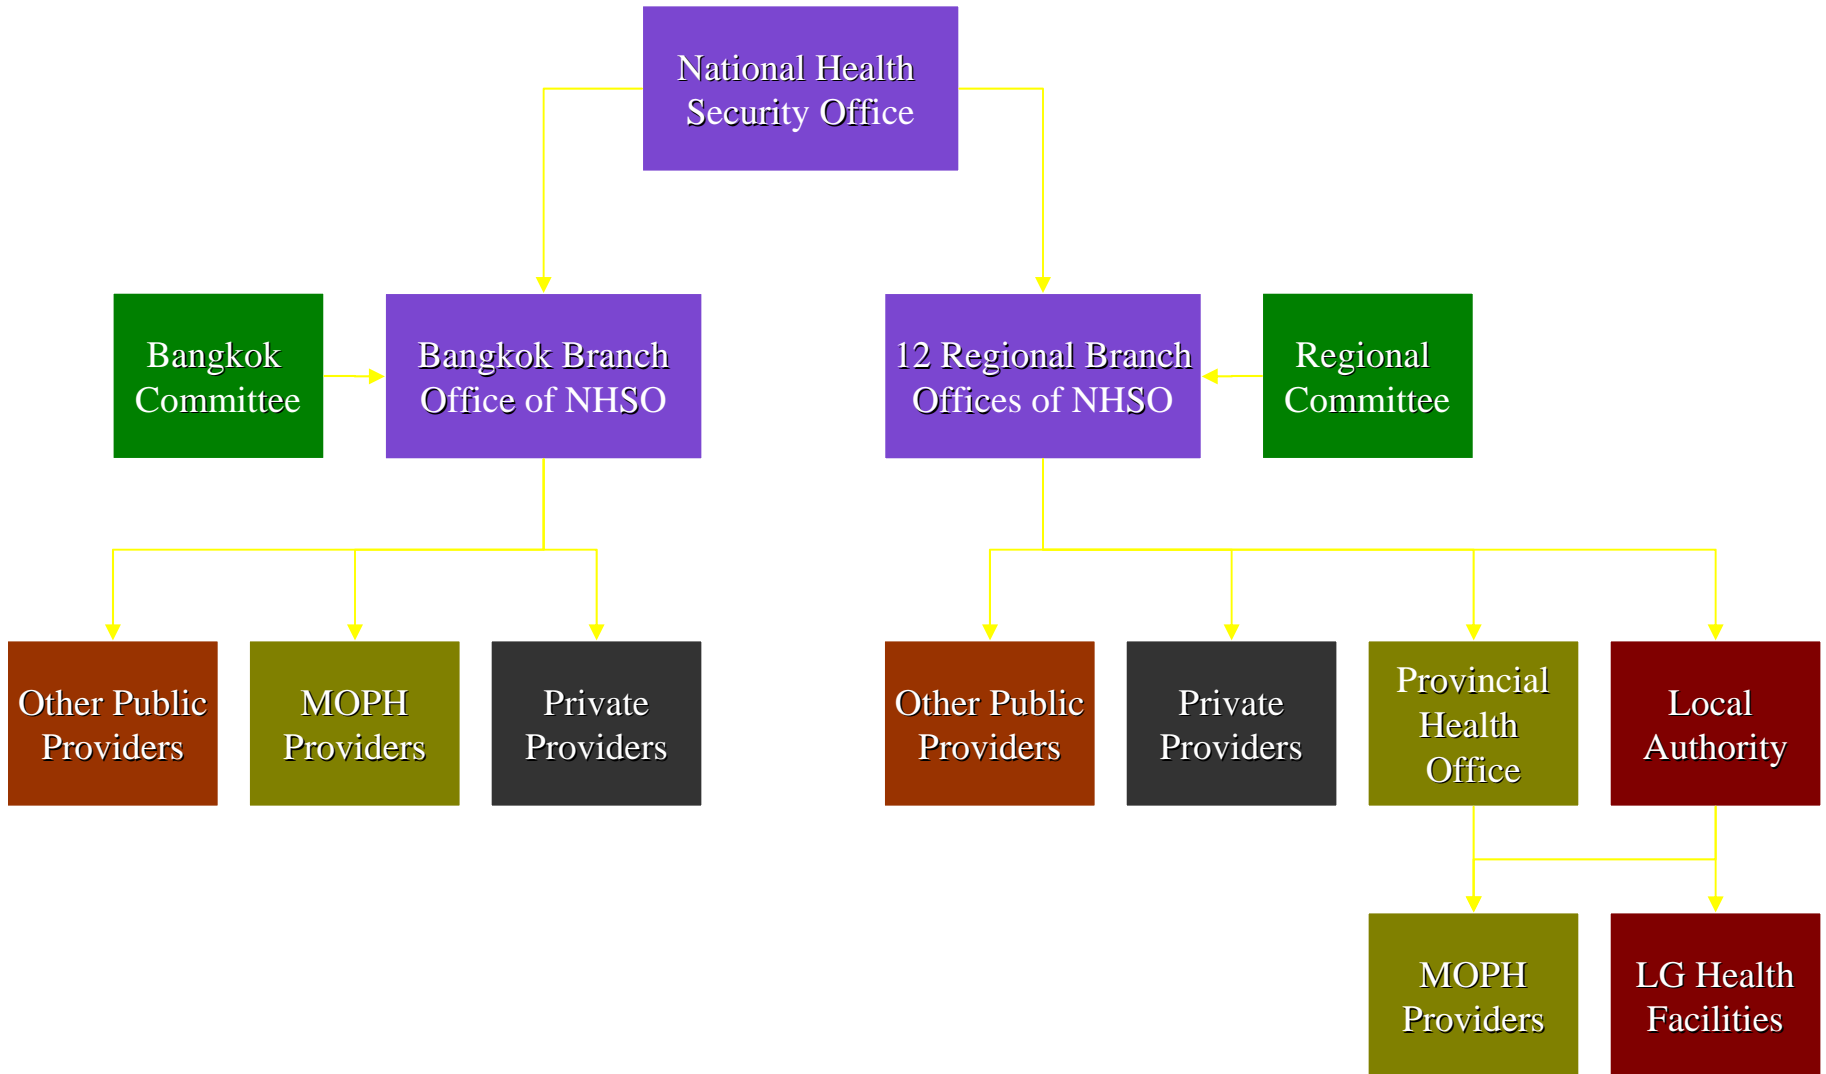 National Health
Security Office
Bangkok
Committee
Bangkok Branch
Office of NHSO
12 Regional Branch
Offices of NHSO
Regional
Committee
Other Public
Providers
MOPH
Providers
Private
Providers
Other Public
Providers
Private
Providers
Provincial
Health
Office
Local
Authority
MOPH
Providers
LG Health
Facilities